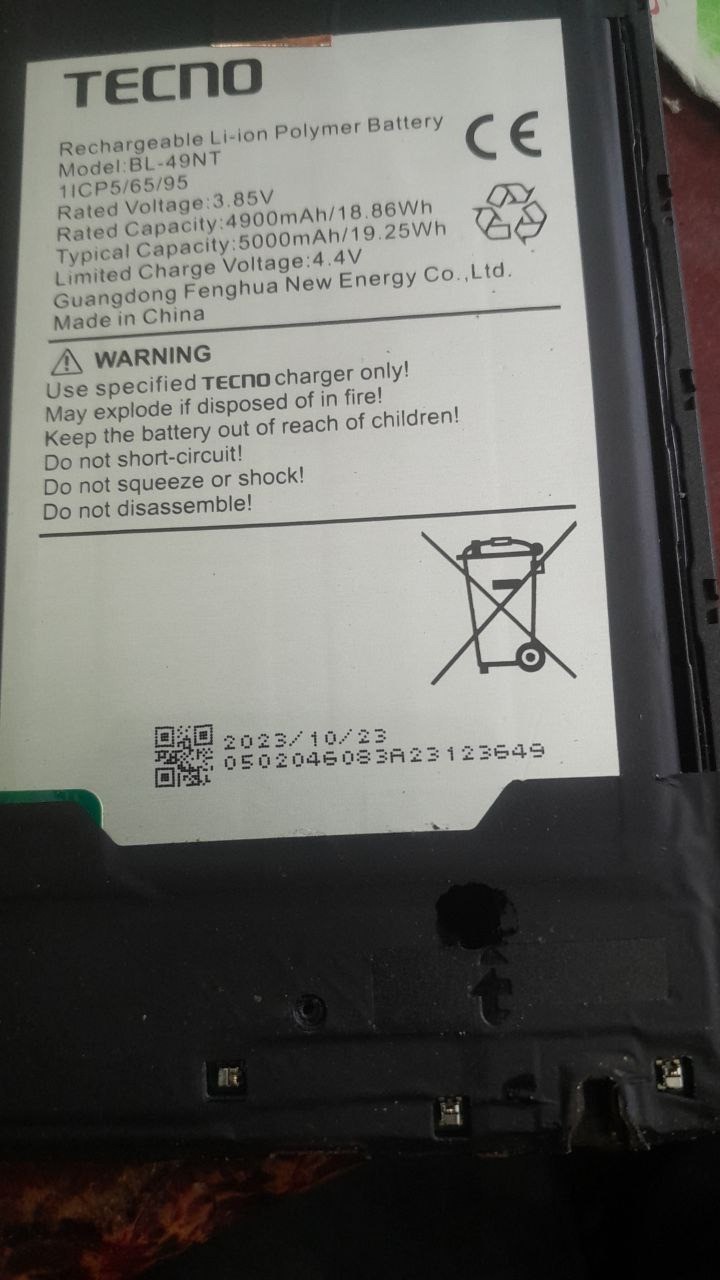 TECNO
Rechargeable Li-ion Polymer Battery
Model:BL-49NT
1ICP5/65/95
Rated Voltage:3.85V
Rated Capacity:4900mAh/18.86Wh
Typical Capacity:5000mAh/19.25Wh
Limited Charge Voltage:4.4V
Guangdong Fenghua New Energy Co.,Ltd.
Made in China
CE
WARNING
Use specified TECNO charger only!
May explode if disposed of in fire!
Keep the battery out of reach of children!
Do not short-circuit!
Do not squeeze or shock!
Do not disassemble!
2023/10/23
0502046083A23123649